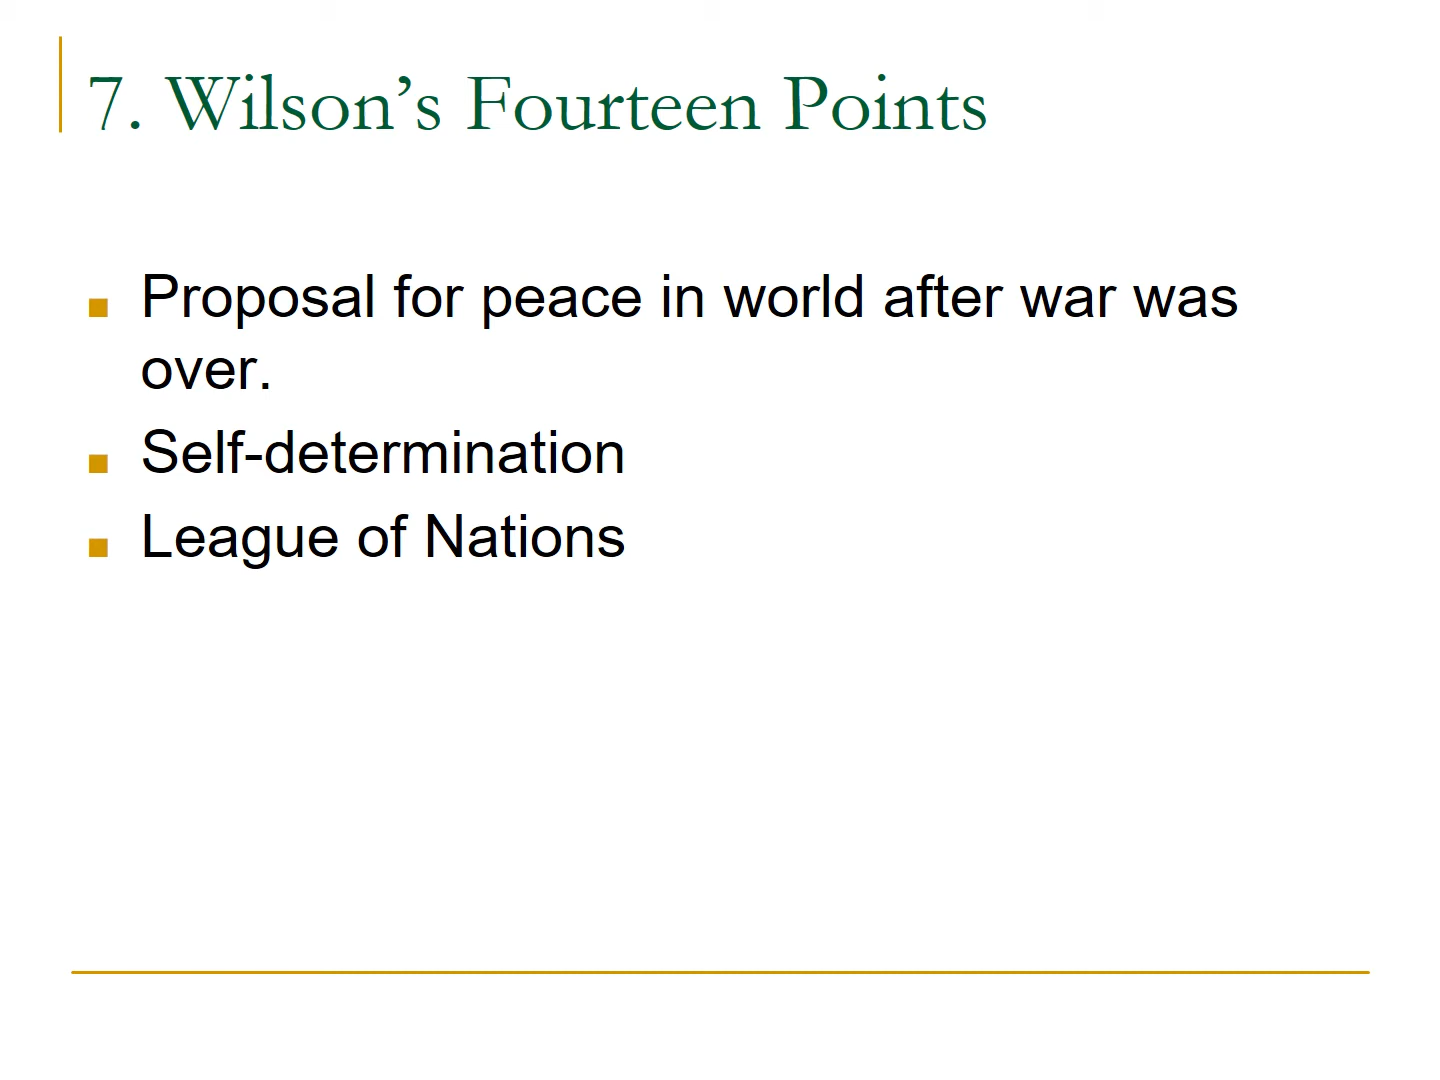 7. Wilson’s Fourteen Points
Proposal for peace in world after war was
over.
Self-determination
League of Nations